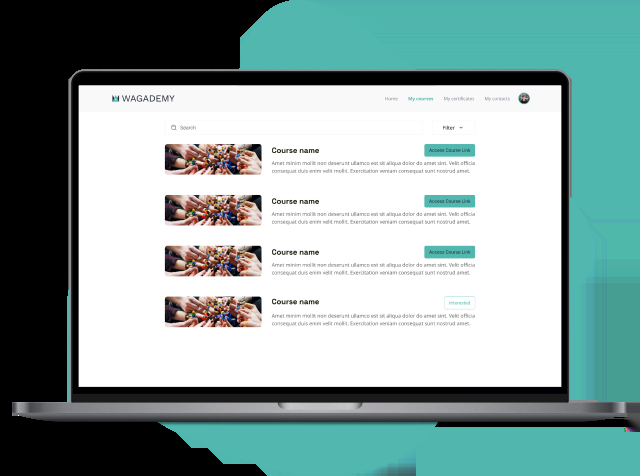 WAGADEMY
Home My courses My certificates My contacts
Search
Filter
Course name
Access Course Link
Amet minim mollit non deserunt ullamco est sit aliqua dolor do amet sint. Velit officia
consequat duis enim velit mollit. Exercitation veniam consequat sunt nostrud amet.
Course name
Access Course Link
Amet minim mollit non deserunt ullamco est sit aliqua dolor do amet sint. Velit officia
consequat duis enim velit mollit. Exercitation veniam consequat sunt nostrud amet.
Course name
Access Course Link
Amet minim mollit non deserunt ullamco est sit aliqua dolor do amet sint. Velit officia
consequat duis enim velit mollit. Exercitation veniam consequat sunt nostrud amet.
Course name
Interested
Amet minim mollit non deserunt ullamco est sit aliqua dolor do amet sint. Velit officia
consequat duis enim velit mollit. Exercitation veniam consequat sunt nostrud amet.